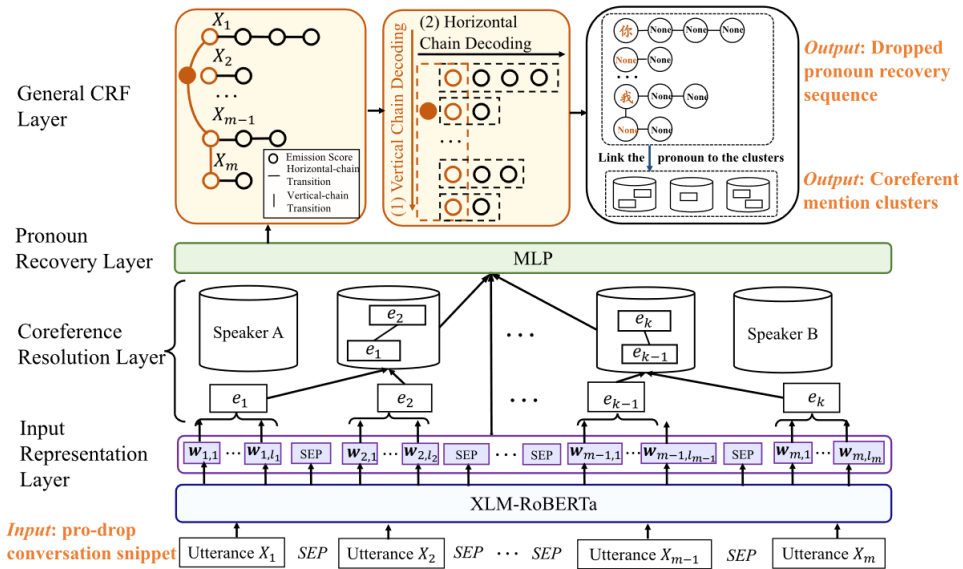 General CRF
Layer
X₁
X₂
...
Xₘ₋₁
Xₘ
Emission Score
Horizontal-chain
Transition
Vertical-chain
Transition
(2) Horizontal
Chain Decoding
(1) Vertical Chain Decoding
...
你 None None None
None None
...
我 None None
None None
Link the pronoun to the clusters
Output: Dropped
pronoun recovery
sequence
Output: Coreferent
mention clusters
Pronoun
Recovery Layer
MLP
Coreference
Resolution Layer
Speaker A
e₂
e₁
...
eₖ
eₖ₋₁
Speaker B
e₁ e₂ ... eₖ₋₁ eₖ
Input
Representation
Layer
w₁,₁ ... w₁,l₁ SEP w₂,₁ ... w₂,l₂ SEP ... SEP wₘ₋₁,₁ ... wₘ₋₁,lₘ₋₁ SEP wₘ,₁ ... wₘ,lₘ
XLM-RoBERTa
Input: pro-drop
conversation snippet
Utterance X₁ SEP Utterance X₂ SEP ... SEP Utterance Xₘ₋₁ SEP Utterance Xₘ